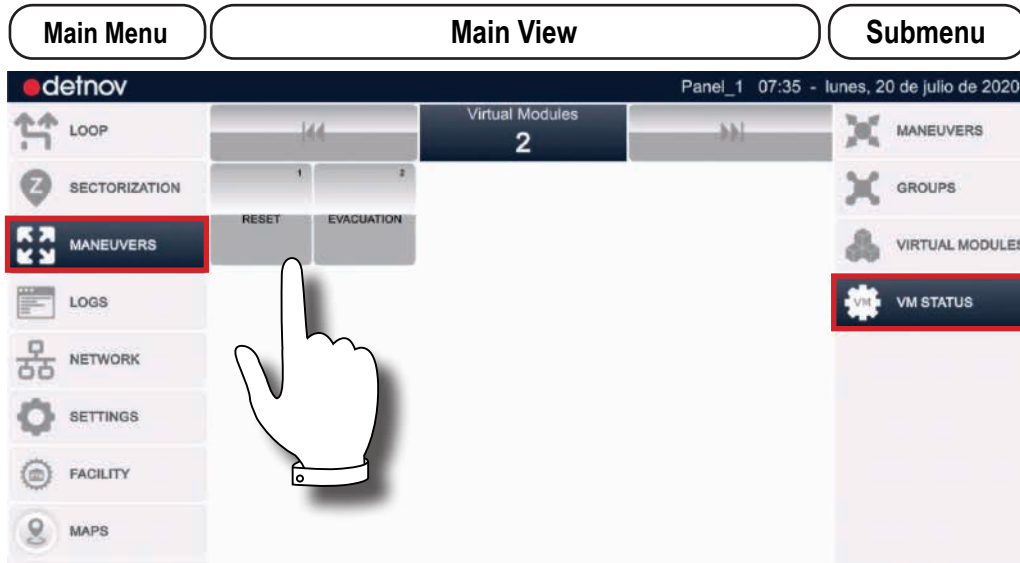 Main Menu
Main View
Submenu
detnov
Panel_1 07:35 - lunes, 20 de julio de 2020
LOOP
SECTORIZATION
MANEUVERS
LOGS
NETWORK
SETTINGS
FACILITY
MAPS
Virtual Modules
2
1
RESET
2
EVACUATION
MANEUVERS
GROUPS
VIRTUAL MODULES
VM
VM STATUS
Z